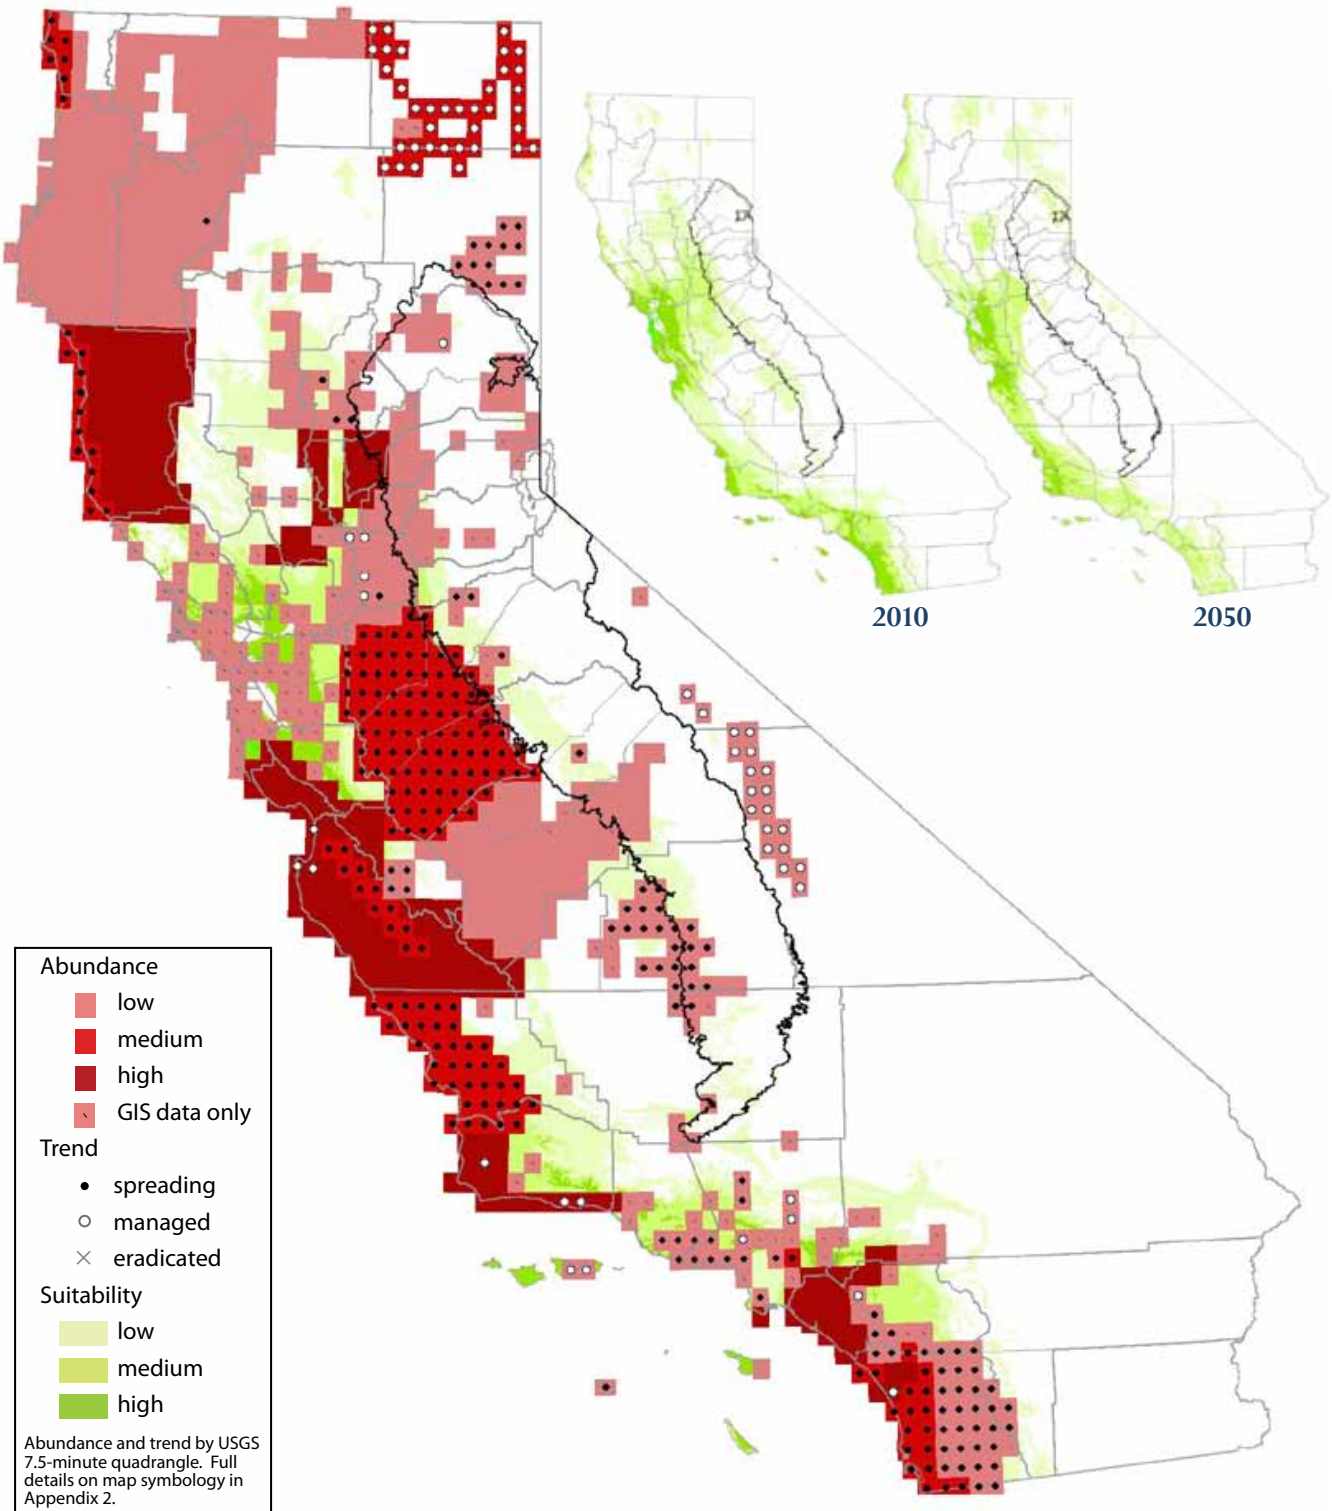 2010
2050
Abundance
low
medium
high
GIS data only
Trend
spreading
managed
eradicated
Suitability
low
medium
high
Abundance and trend by USGS
7.5-minute quadrangle.  Full
details on map symbology in
Appendix 2.